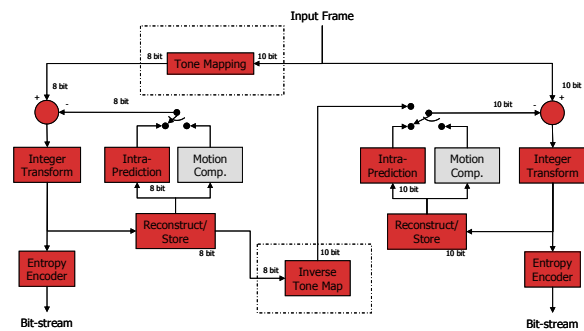 Input Frame
8 bit
Tone Mapping
10 bit
8 bit
10 bit
+
-
8 bit
10 bit
-
+
Integer
Transform
Intra-
Prediction
8 bit
Motion
Comp.
Intra-
Prediction
10 bit
Motion
Comp.
Integer
Transform
Reconstruct/
Store
8 bit
Reconstruct/
Store
10 bit
10 bit
Entropy
Encoder
8 bit
Inverse
Tone Map
Entropy
Encoder
Bit-stream
Bit-stream